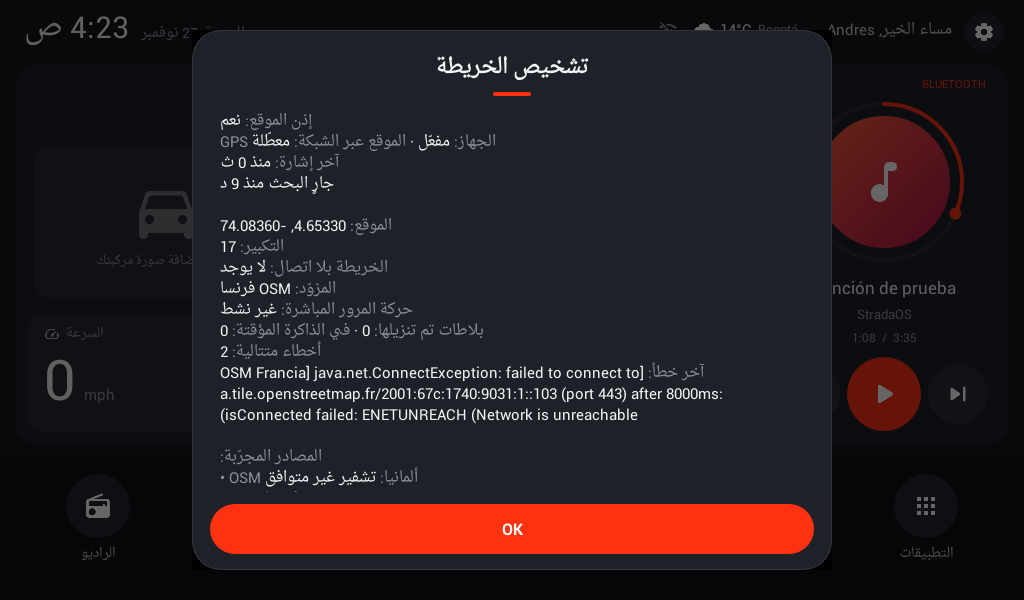 4:23 ص
27 نوفمبر
14°C Bogotá
مساء الخير, Andres
تشخيص الخريطة
إذن الموقع: نعم
GPS الجهاز: مفعّل · الموقع عبر الشبكة: معطّلة
آخر إشارة: منذ 0 ث
جارٍ البحث منذ 9 د
الموقع: 4.65330, -74.08360
التكبير: 17
الخريطة بلا اتصال: لا يوجد
المزوّد: OSM فرنسا
حركة المرور المباشرة: غير نشط
بلاطات تم تنزيلها: 0 · في الذاكرة المؤقتة: 0
أخطاء متتالية: 2
آخر خطأ: [OSM Francia] java.net.ConnectException: failed to connect to
a.tile.openstreetmap.fr/2001:67c:1740:9031:1::103 (port 443) after 8000ms:
isConnected failed: ENETUNREACH (Network is unreachable)
المصادر المجرّبة:
• OSM ألمانيا: تشفير غير متوافق
OK
BLUETOOTH
nción de prueba
StradaOS
1:08 / 3:35
ضافة صورة مركبتك
السرعة
0 mph
الراديو
التطبيقات